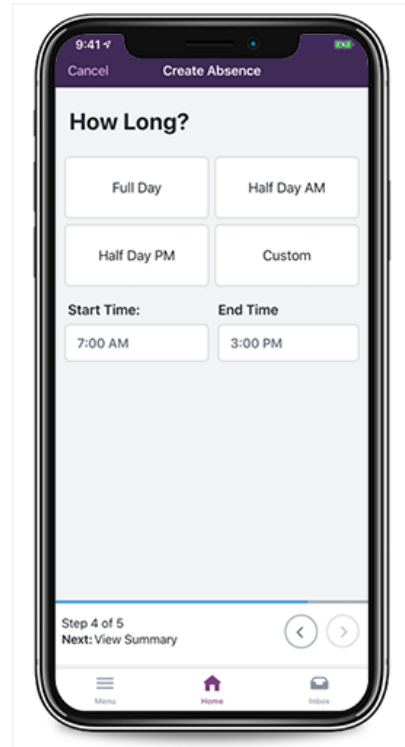 9:41
Cancel Create Absence
How Long?
Full Day Half Day AM
Half Day PM Custom
Start Time: End Time
7:00 AM 3:00 PM
Step 4 of 5
Next: View Summary
Menu Home Inbox